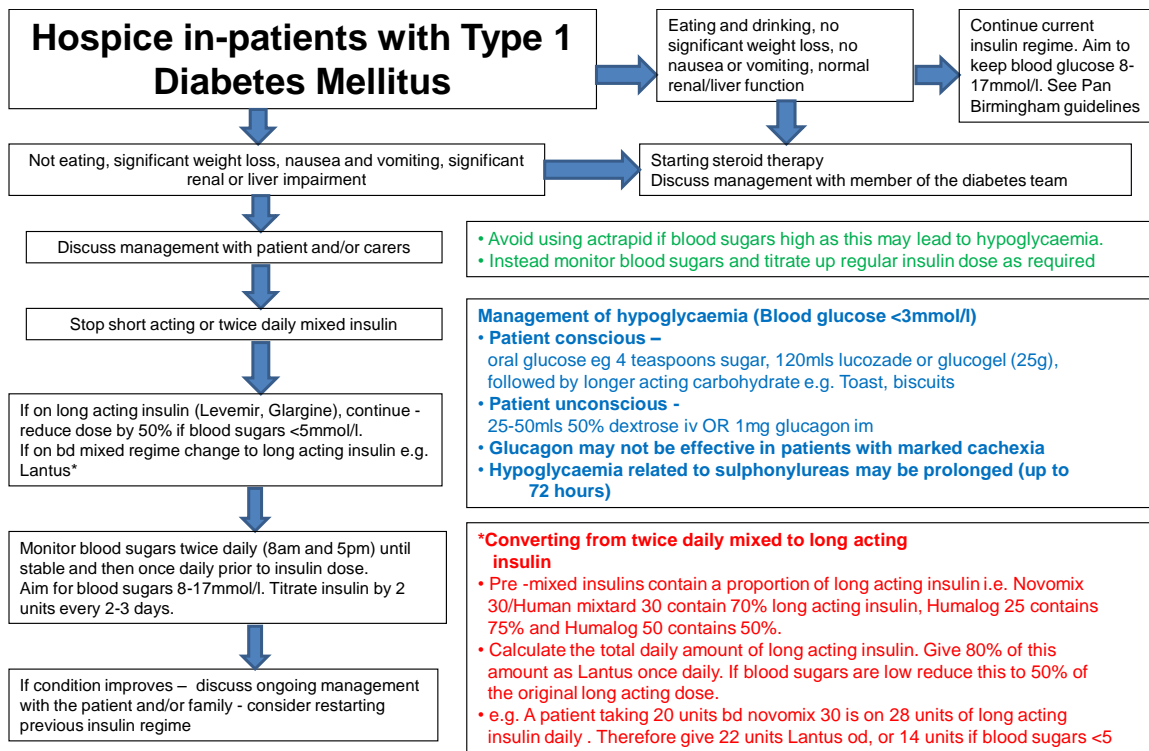 Hospice in-patients with Type 1
Diabetes Mellitus
Eating and drinking, no
significant weight loss, no
nausea or vomiting, normal
renal/liver function
Continue current
insulin regime. Aim to
keep blood glucose 8-
17mmol/l. See Pan
Birmingham guidelines
Not eating, significant weight loss, nausea and vomiting, significant
renal or liver impairment
Starting steroid therapy
Discuss management with member of the diabetes team
Discuss management with patient and/or carers
Stop short acting or twice daily mixed insulin
If on long acting insulin (Levemir, Glargine), continue -
reduce dose by 50% if blood sugars <5mmol/l.
If on bd mixed regime change to long acting insulin e.g.
Lantus*
Monitor blood sugars twice daily (8am and 5pm) until
stable and then once daily prior to insulin dose.
Aim for blood sugars 8-17mmol/l. Titrate insulin by 2
units every 2-3 days.
If condition improves – discuss ongoing management
with the patient and/or family - consider restarting
previous insulin regime
• Avoid using actrapid if blood sugars high as this may lead to hypoglycaemia.
• Instead monitor blood sugars and titrate up regular insulin dose as required
Management of hypoglycaemia (Blood glucose <3mmol/l)
• Patient conscious –
oral glucose eg 4 teaspoons sugar, 120mls lucozade or glucogel (25g),
followed by longer acting carbohydrate e.g. Toast, biscuits
• Patient unconscious -
25-50mls 50% dextrose iv OR 1mg glucagon im
• Glucagon may not be effective in patients with marked cachexia
• Hypoglycaemia related to sulphonylureas may be prolonged (up to
72 hours)
*Converting from twice daily mixed to long acting
insulin
• Pre -mixed insulins contain a proportion of long acting insulin i.e. Novomix
30/Human mixtard 30 contain 70% long acting insulin, Humalog 25 contains
75% and Humalog 50 contains 50%.
• Calculate the total daily amount of long acting insulin. Give 80% of this
amount as Lantus once daily. If blood sugars are low reduce this to 50% of
the original long acting dose.
• e.g. A patient taking 20 units bd novomix 30 is on 28 units of long acting
insulin daily . Therefore give 22 units Lantus od, or 14 units if blood sugars <5